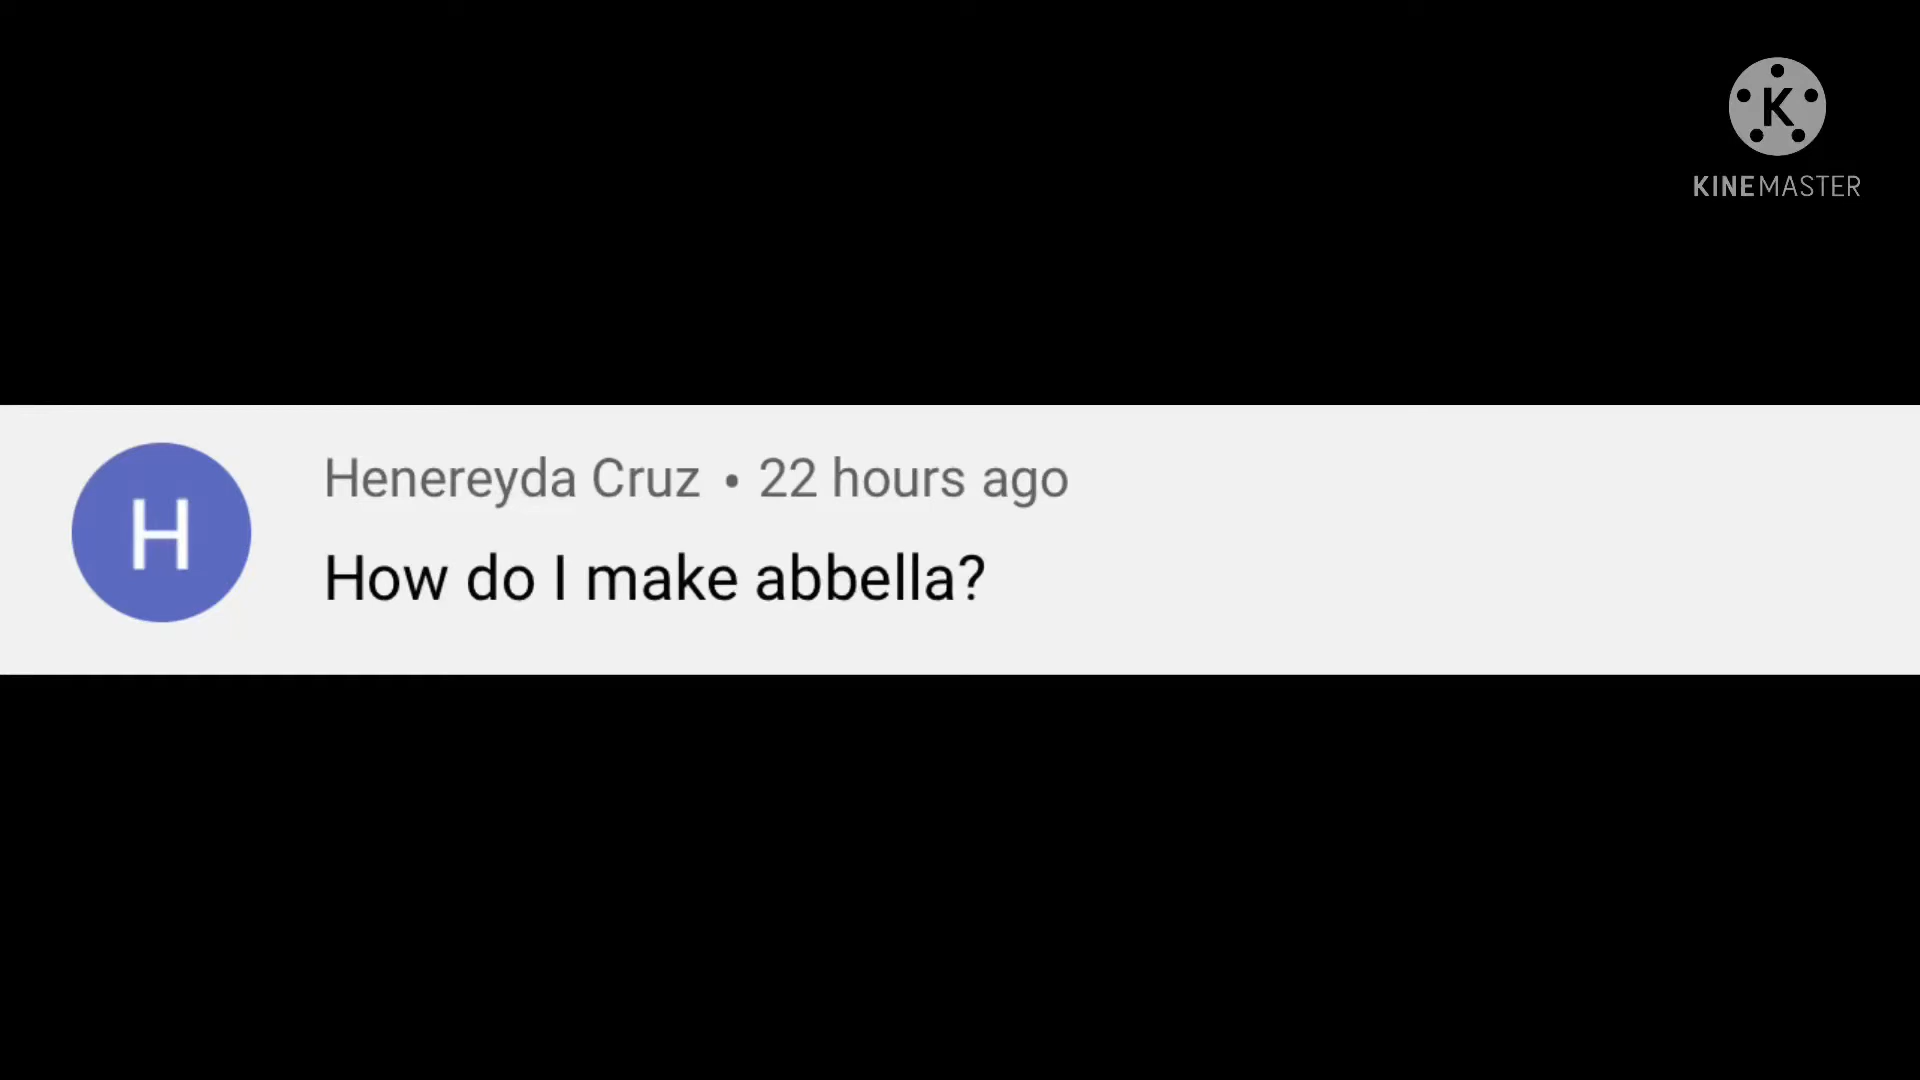 K
KINEMASTER
H
Henereyda Cruz • 22 hours ago
How do I make abbella?